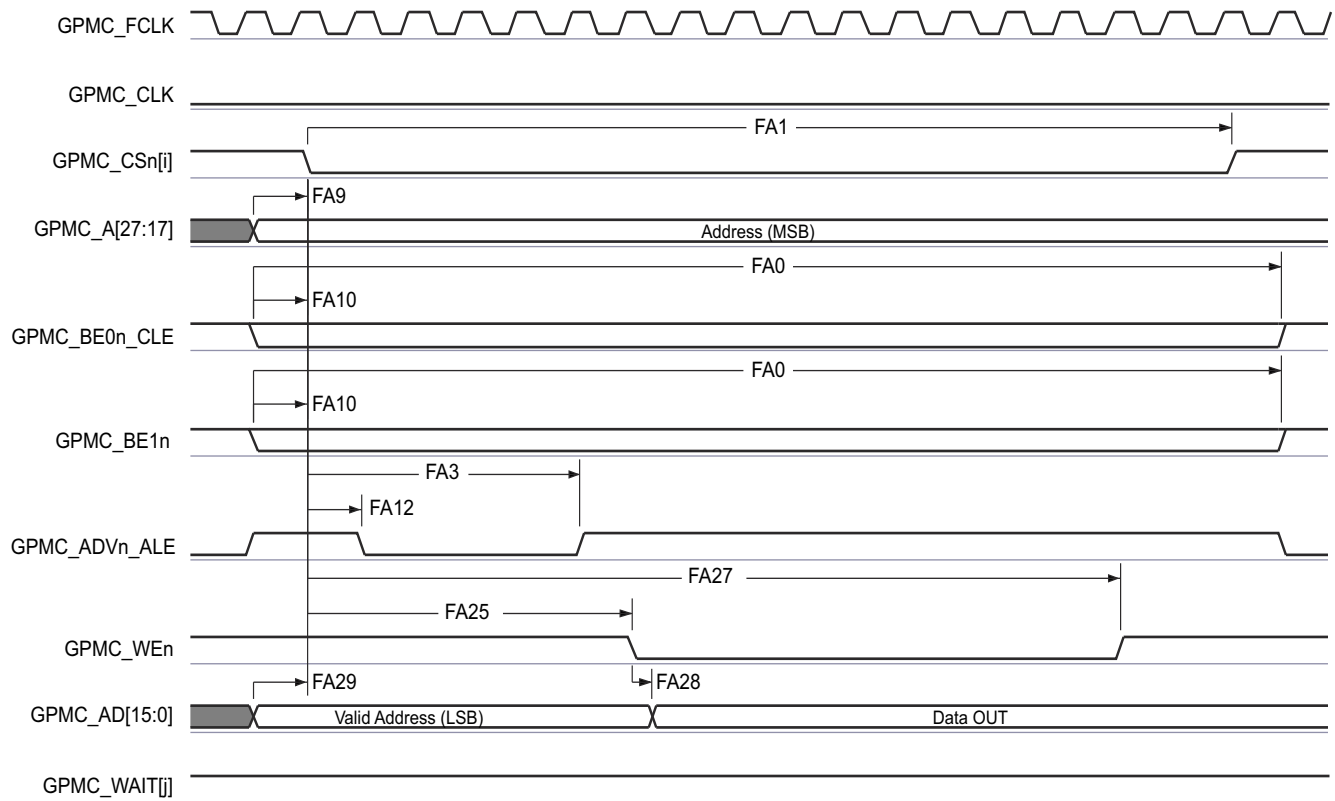 GPMC_FCLK
GPMC_CLK
FA1
GPMC_CSn[i]
FA9
GPMC_A[27:17]
Address (MSB)
FA0
FA10
GPMC_BE0n_CLE
FA0
FA10
GPMC_BE1n
FA3
FA12
GPMC_ADVn_ALE
FA27
FA25
GPMC_WEn
FA29
FA28
GPMC_AD[15:0]
Valid Address (LSB)
Data OUT
GPMC_WAIT[j]